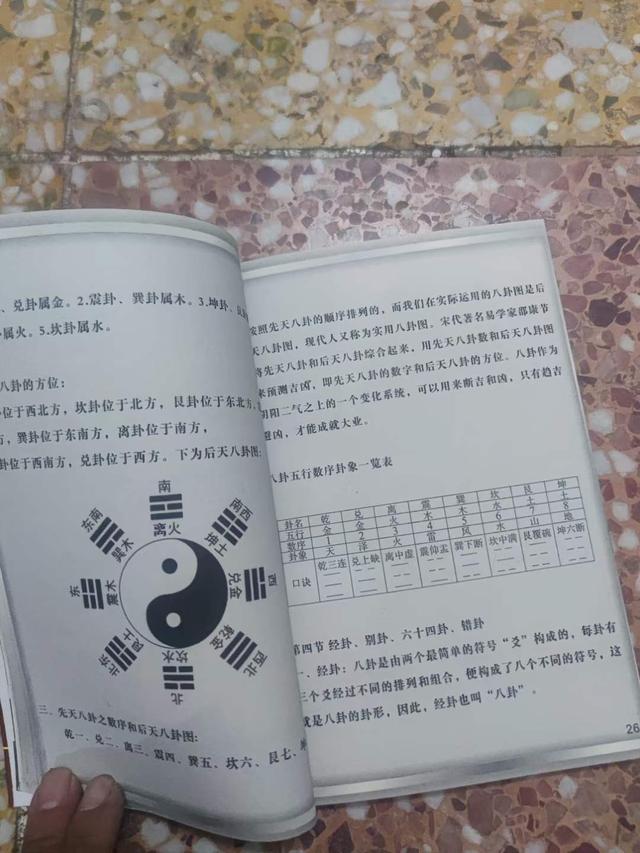 、兑卦属金。2.震卦、巽卦属木。3.坤卦、
属火。5.坎卦属水。
八卦的方位：
位于西北方，坎卦位于北方，艮卦位于东北方，
方，巽卦位于东南方，离卦位于南方，
卦位于西南方，兑卦位于西方。下为后天八卦图：
南
离火
东南
巽木
南西
坤土
东
震木
兑金
西
东北
艮土
坎水
北
乾金
西北
三、先天八卦之数序和后天八卦图：
乾一、兑二、离三、震四、巽五、坎六、艮七、坤
按照先天八卦的顺序排列的，而我们在实际运用的八卦图是后
天八卦图，现代人又称为实用八卦图。宋代著名易学家邵康节
将先天八卦和后天八卦综合起来，用先天八卦数和后天八卦图
来预测吉凶，即先天八卦的数字和后天八卦的方位。八卦作为
阴阳二气之上的一个变化系统，可以用来断吉和凶，只有趋吉
避凶，才能成就大业。
八卦五行数序卦象一览表
卦名 乾 兑 离 震 巽 坎 艮 坤
五行 金 金 火 木 木 水 土 土
数序 1 2 3 4 5 6 7 8
卦象 天 泽 火 雷 风 水 山 地
口诀 乾三连 兑上缺 离中虚 震仰盂 巽下断 坎中满 艮覆碗 坤六断
第四节 经卦、别卦、六十四卦、错卦
一、经卦：八卦是由两个最简单的符号“爻”构成的，每卦有
三个爻经过不同的排列和组合，便构成了八个不同的符号，这
就是八卦的卦形，因此，经卦也叫“八卦”。
26